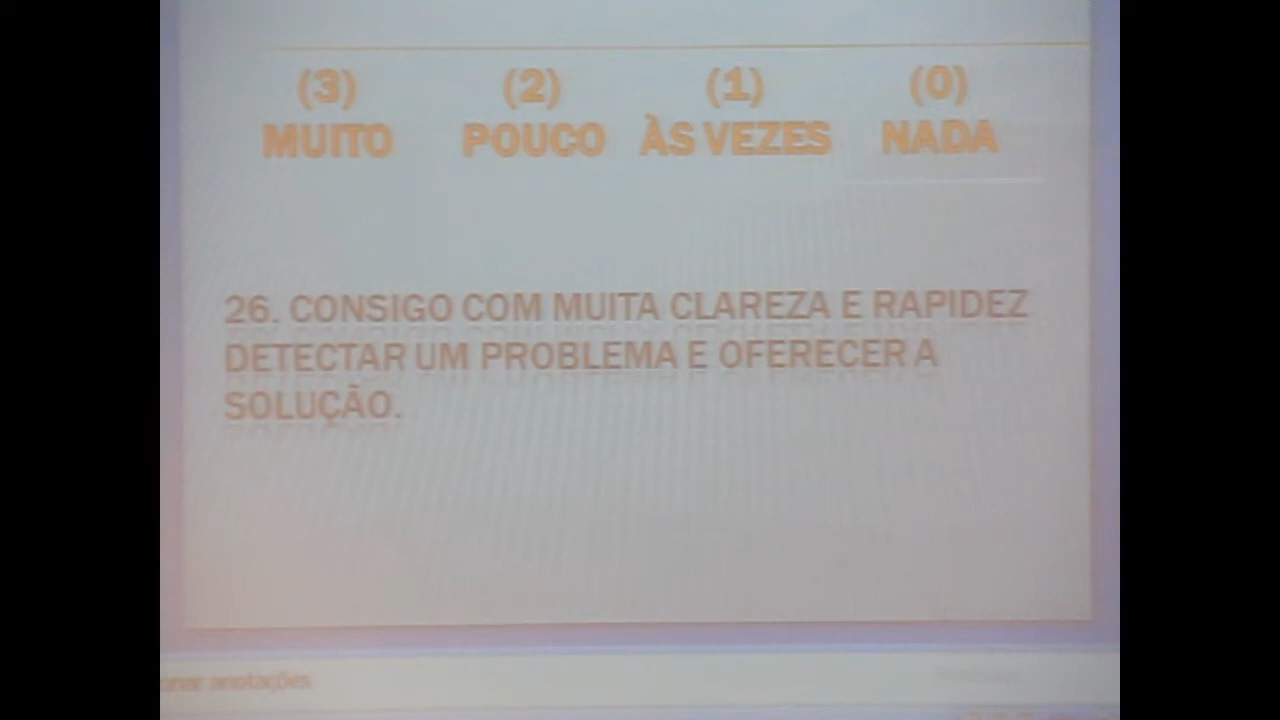 (3) (2) (1) (0)
MUITO POUCO ÀS VEZES NADA
26. CONSIGO COM MUITA CLAREZA E RAPIDEZ
DETECTAR UM PROBLEMA E OFERECER A
SOLUÇÃO.
anotações